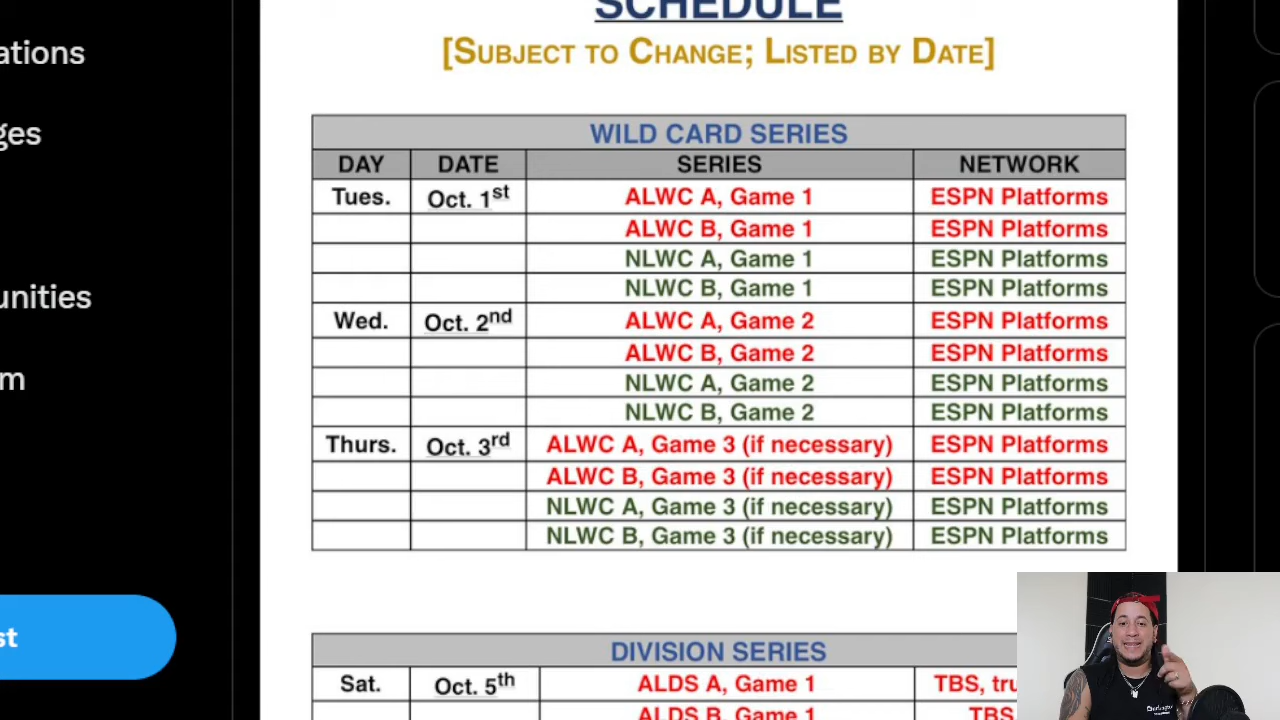 SCHEDULE
[SUBJECT TO CHANGE; LISTED BY DATE]
WILD CARD SERIES
DAY DATE SERIES NETWORK
Tues. Oct. 1st ALWC A, Game 1 ESPN Platforms
ALWC B, Game 1 ESPN Platforms
NLWC A, Game 1 ESPN Platforms
NLWC B, Game 1 ESPN Platforms
Wed. Oct. 2nd ALWC A, Game 2 ESPN Platforms
ALWC B, Game 2 ESPN Platforms
NLWC A, Game 2 ESPN Platforms
NLWC B, Game 2 ESPN Platforms
Thurs. Oct. 3rd ALWC A, Game 3 (if necessary) ESPN Platforms
ALWC B, Game 3 (if necessary) ESPN Platforms
NLWC A, Game 3 (if necessary) ESPN Platforms
NLWC B, Game 3 (if necessary) ESPN Platforms
DIVISION SERIES
Sat. Oct. 5th ALDS A, Game 1 TBS, tru
ALDS B, Game 1 TBS
ations
ges
unities
m
st